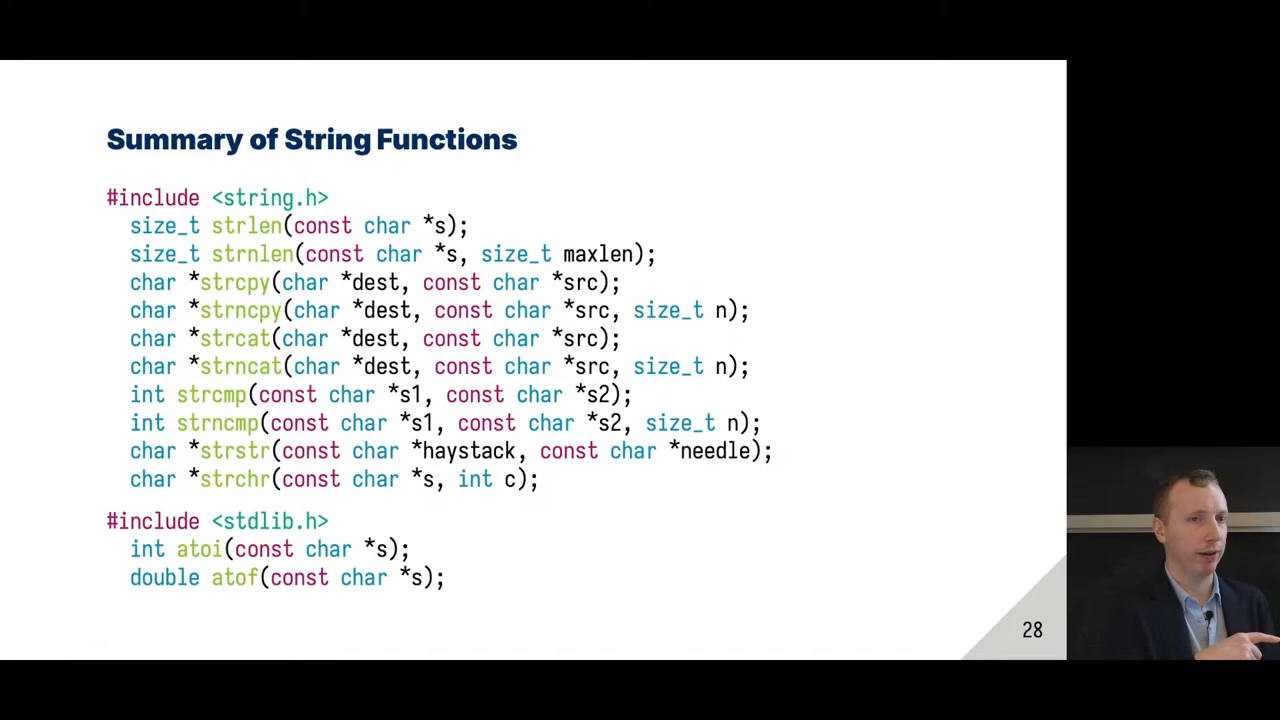 Summary of String Functions
#include <string.h>
size_t strlen(const char *s);
size_t strnlen(const char *s, size_t maxlen);
char *strcpy(char *dest, const char *src);
char *strncpy(char *dest, const char *src, size_t n);
char *strcat(char *dest, const char *src);
char *strncat(char *dest, const char *src, size_t n);
int strcmp(const char *s1, const char *s2);
int strncmp(const char *s1, const char *s2, size_t n);
char *strstr(const char *haystack, const char *needle);
char *strchr(const char *s, int c);
#include <stdlib.h>
int atoi(const char *s);
double atof(const char *s);
28